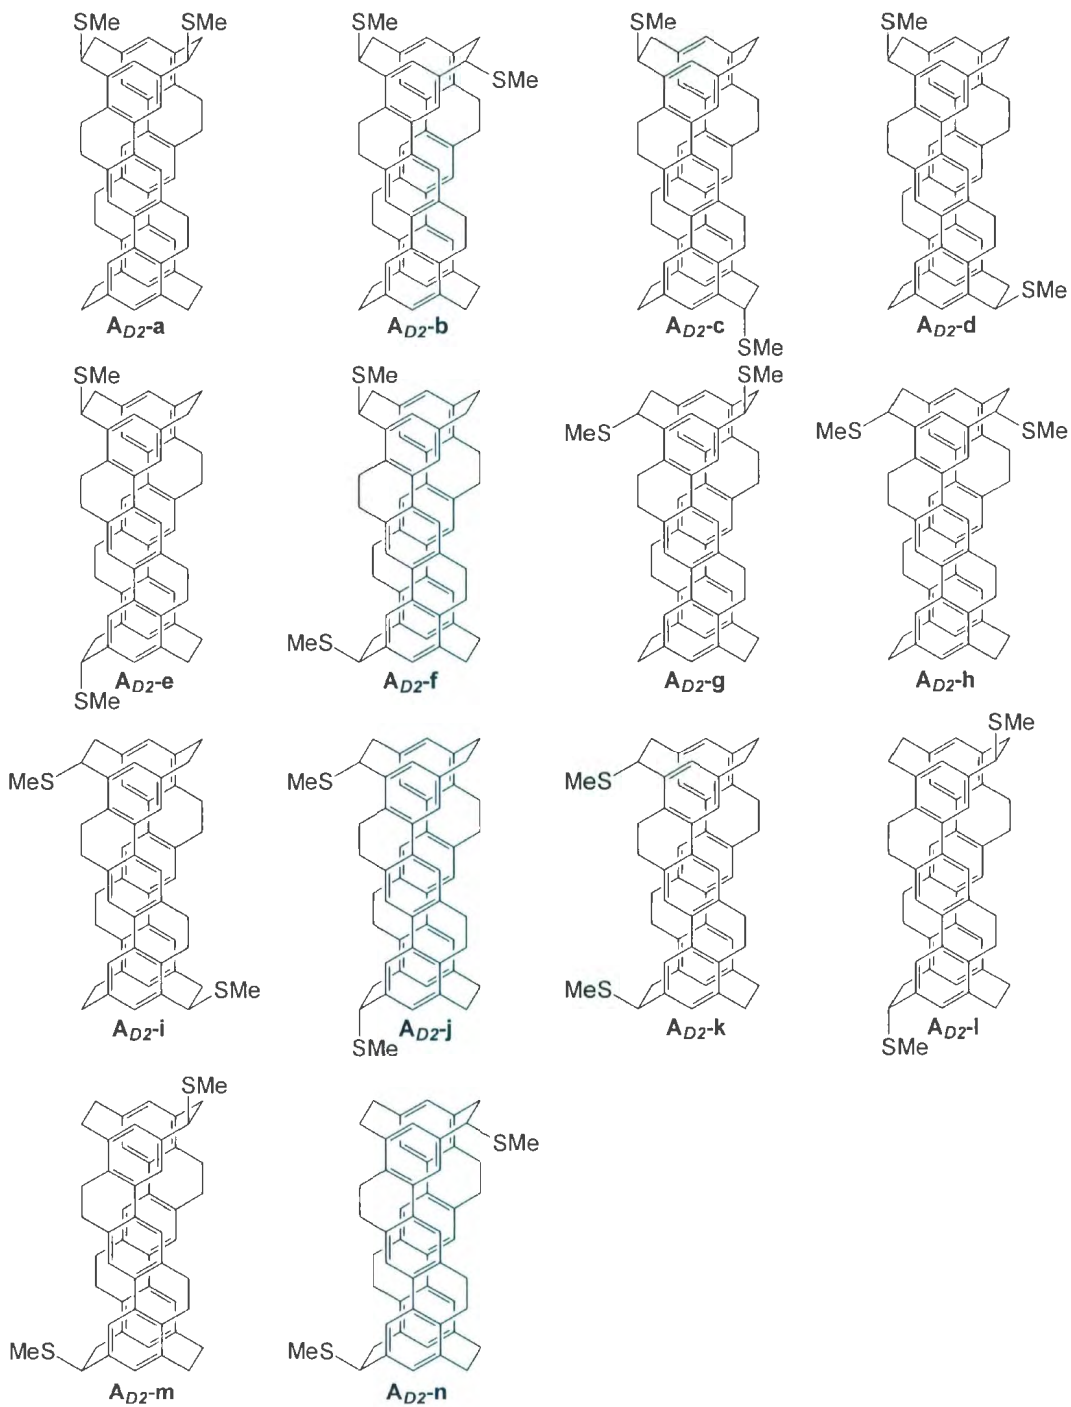 SMe SMe SMe SMe SMe
SMe
SMe
A_D2-a A_D2-b A_D2-c A_D2-d
SMe
SMe SMe SMe
MeS MeS SMe
MeS
A_D2-e A_D2-f A_D2-g A_D2-h
SMe
SMe
MeS MeS MeS
SMe MeS
A_D2-i A_D2-j A_D2-k A_D2-l
SMe SMe
SMe
SMe
MeS MeS
A_D2-m A_D2-n